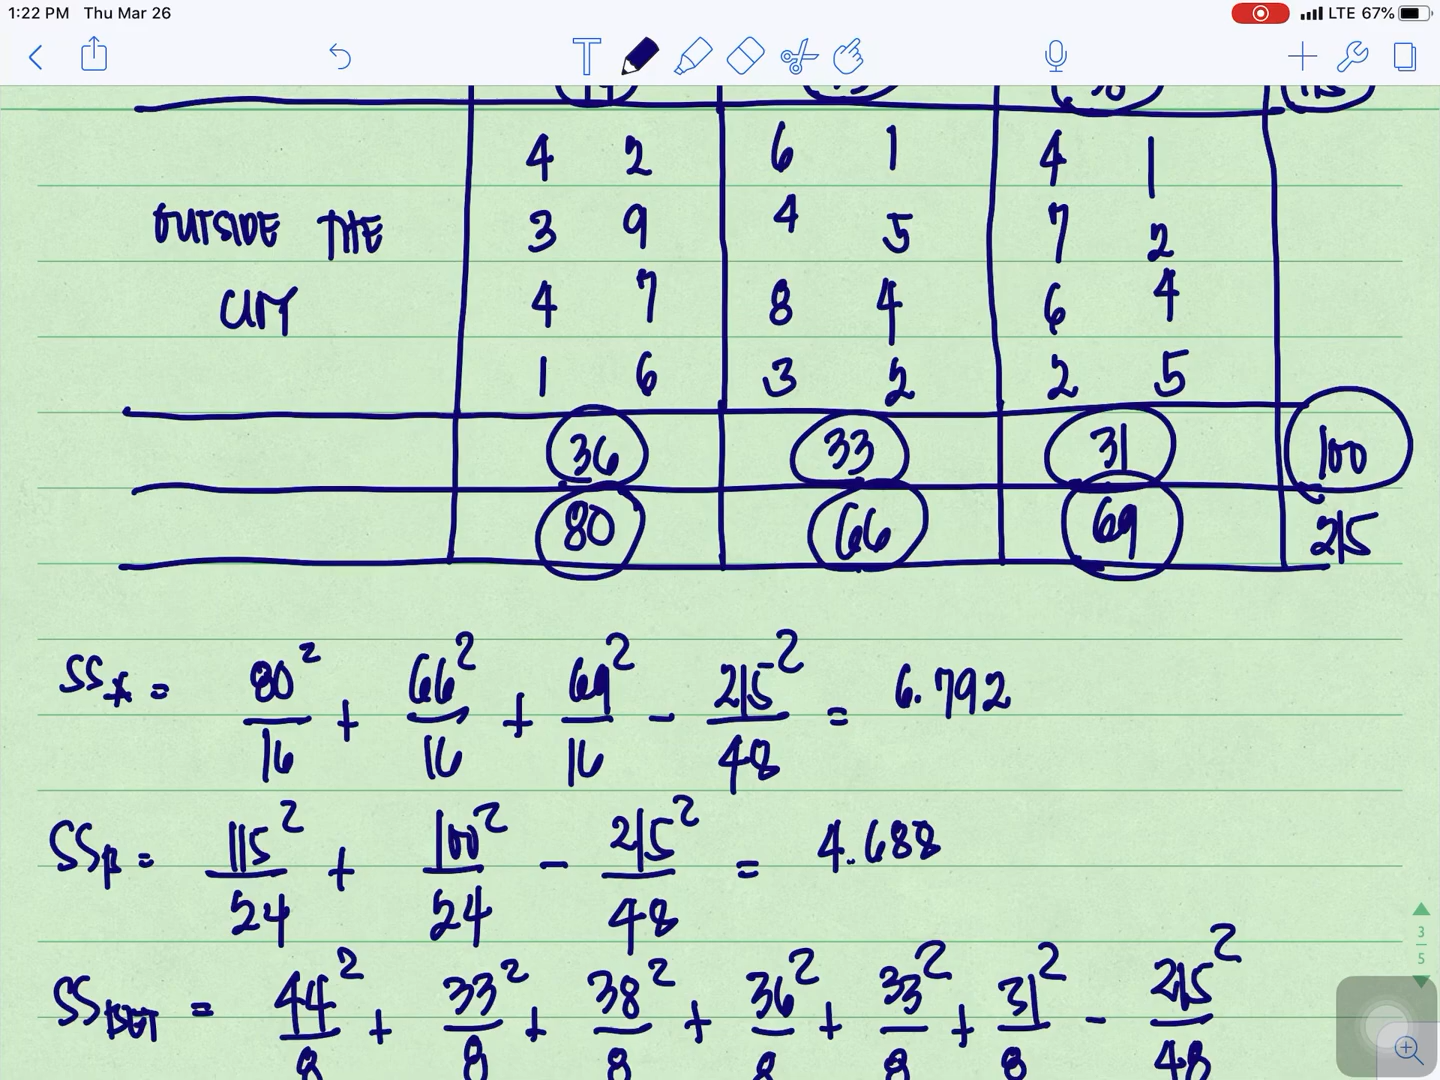 1:22 PM Thu Mar 26 LTE 67%
T
4 2 6 1 4 1
OUTSIDE THE 3 9 4 5 7 2
CITY 4 7 8 4 6 4
1 6 3 2 2 5
36 33 31 100
80 66 69 215
SS = 80²/16 + 66²/16 + 69²/16 - 215²/48 = 6.792
SSB = 115²/24 + 100²/24 - 215²/48 = 4.688
SSBET = 44²/8 + 33²/8 + 38²/8 + 36²/8 + 33²/8 + 31²/8 - 215²/48
3
5